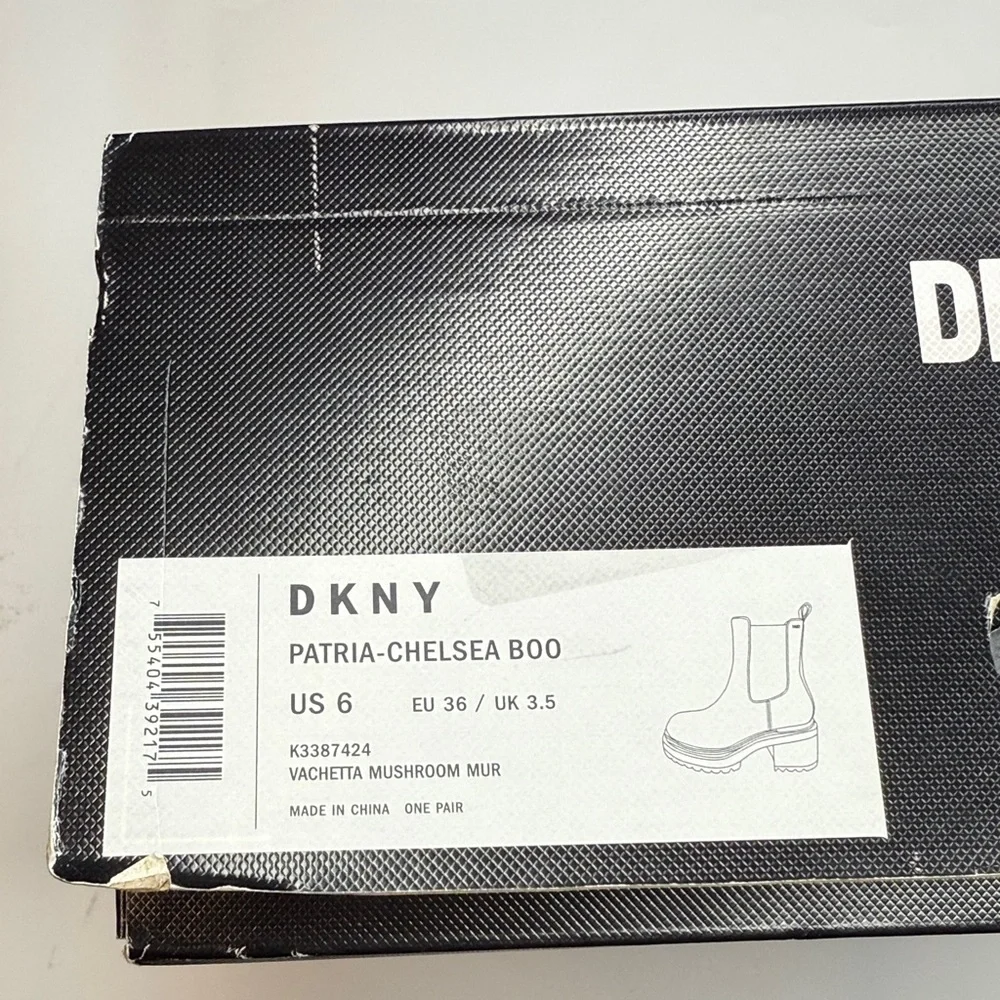 D
DKNY
PATRIA-CHELSEA BOO
US 6 EU 36 / UK 3.5
K3387424
VACHETTA MUSHROOM MUR
MADE IN CHINA ONE PAIR
7 55404 39217 5